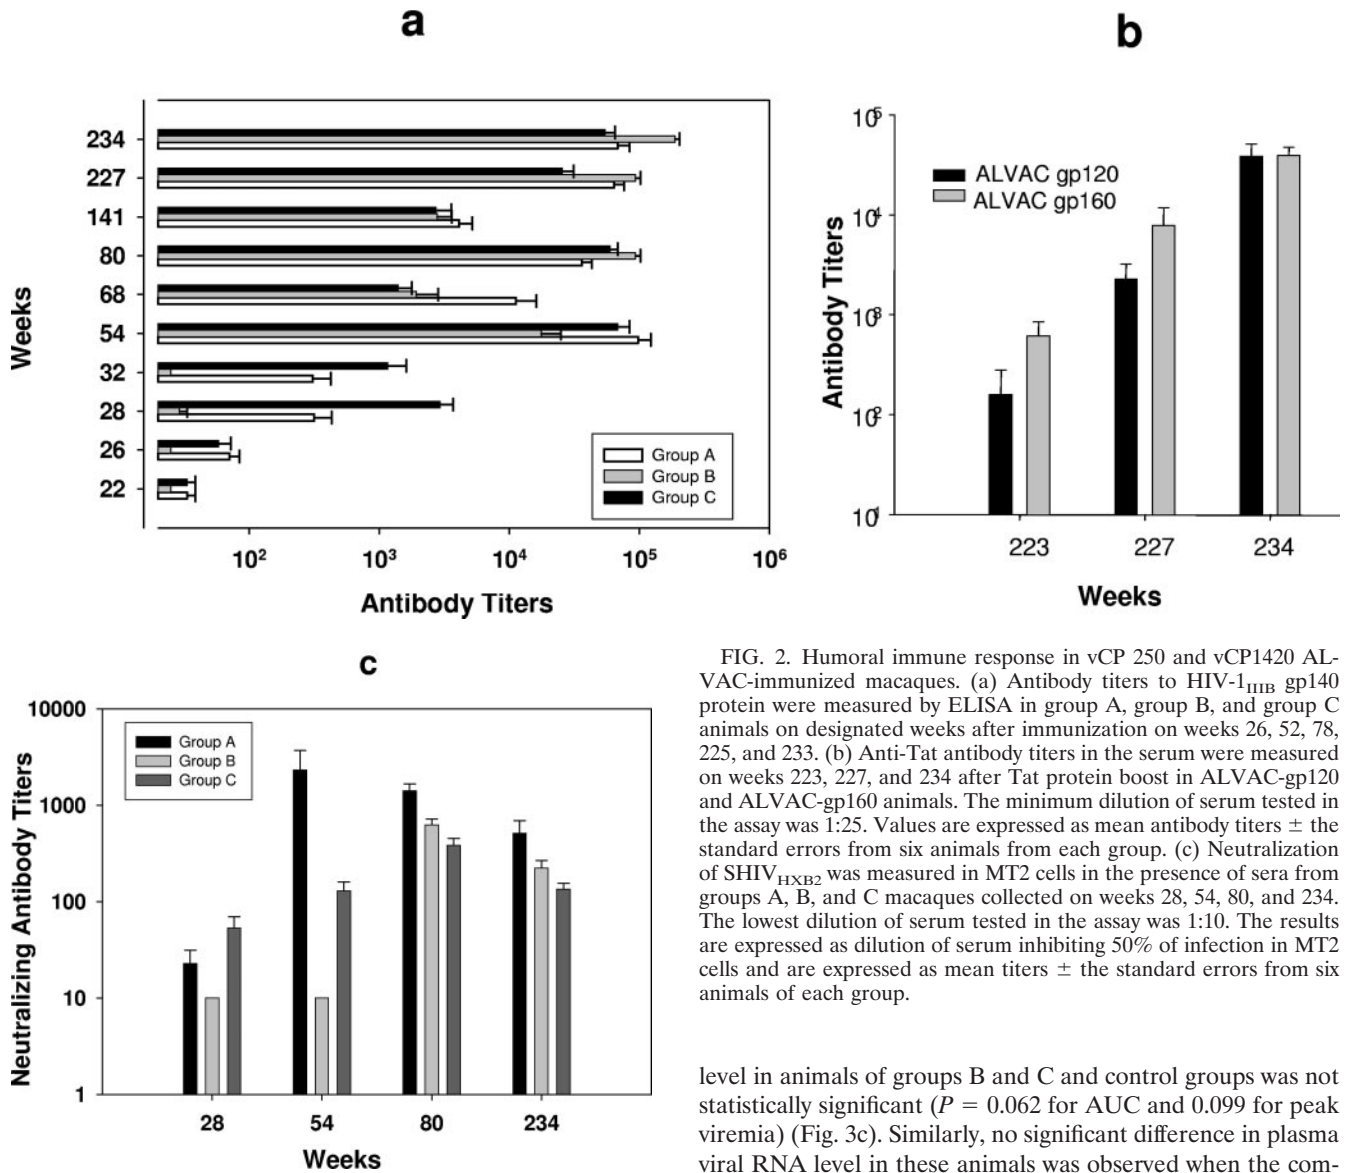 a
234
227
141
80
68
54
32
28
26
22
Weeks
Group A
Group B
Group C
10² 10³ 10⁴ 10⁵ 10⁶
Antibody Titers
b
10⁵
10⁴
10³
10²
10¹
Antibody Titers
ALVAC gp120
ALVAC gp160
223 227 234
Weeks
c
10000
1000
100
10
1
Neutralizing Antibody Titers
Group A
Group B
Group C
28 54 80 234
Weeks
FIG. 2. Humoral immune response in vCP 250 and vCP1420 AL-
VAC-immunized macaques. (a) Antibody titers to HIV-1IIIB gp140
protein were measured by ELISA in group A, group B, and group C
animals on designated weeks after immunization on weeks 26, 52, 78,
225, and 233. (b) Anti-Tat antibody titers in the serum were measured
on weeks 223, 227, and 234 after Tat protein boost in ALVAC-gp120
and ALVAC-gp160 animals. The minimum dilution of serum tested in
the assay was 1:25. Values are expressed as mean antibody titers ± the
standard errors from six animals from each group. (c) Neutralization
of SHIVHXB2 was measured in MT2 cells in the presence of sera from
groups A, B, and C macaques collected on weeks 28, 54, 80, and 234.
The lowest dilution of serum tested in the assay was 1:10. The results
are expressed as dilution of serum inhibiting 50% of infection in MT2
cells and are expressed as mean titers ± the standard errors from six
animals of each group.
level in animals of groups B and C and control groups was not
statistically significant (P = 0.062 for AUC and 0.099 for peak
viremia) (Fig. 3c). Similarly, no significant difference in plasma
viral RNA level in these animals was observed when the com-